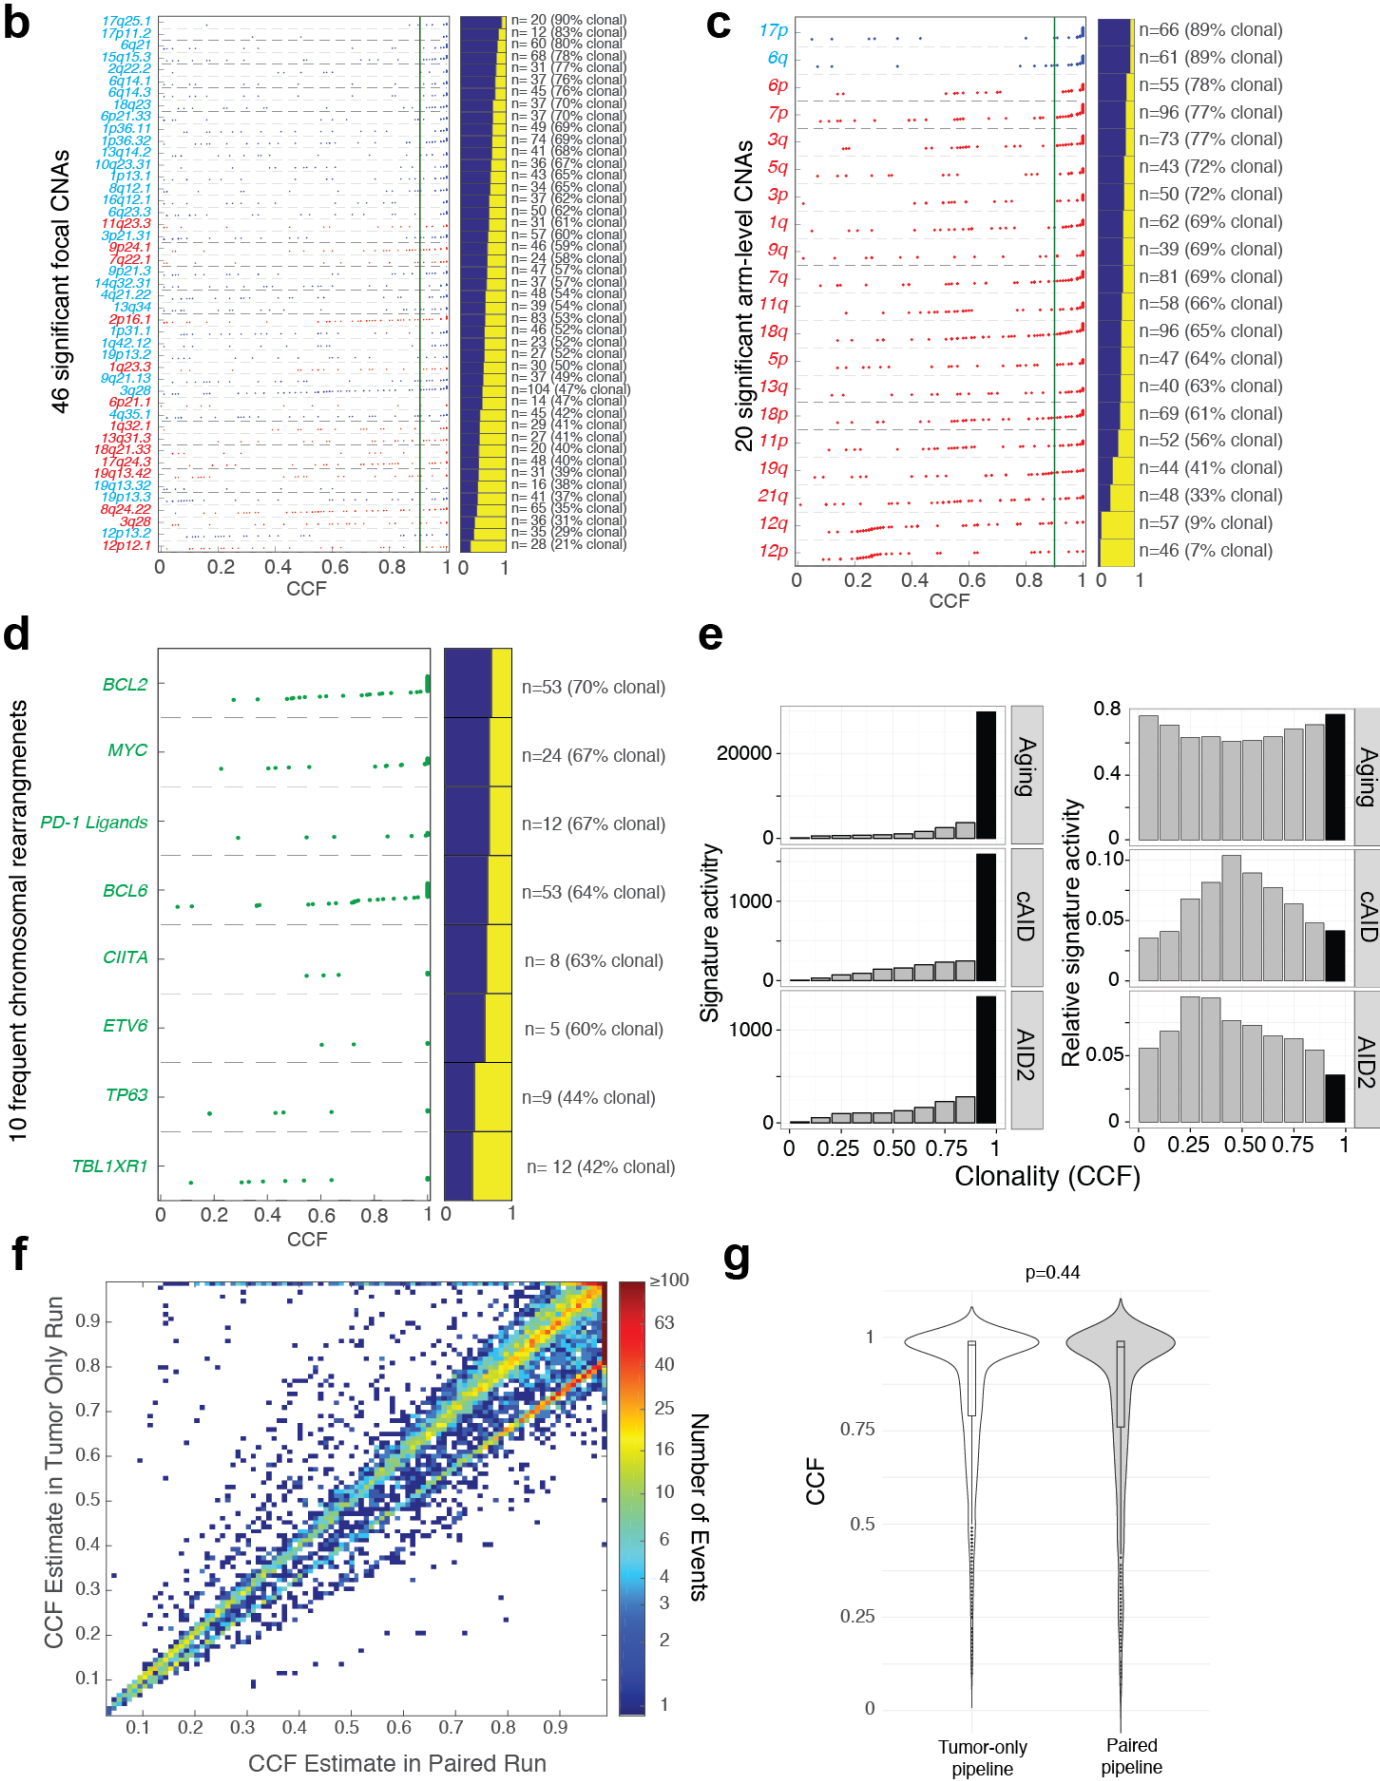 b
46 significant focal CNAs
17q25.1 n= 20 (90% clonal)
17p11.2 n= 12 (83% clonal)
6q21 n= 60 (80% clonal)
15q15.3 n= 68 (78% clonal)
2q22.2 n= 31 (77% clonal)
6q14.1 n= 37 (76% clonal)
6q14.3 n= 45 (76% clonal)
18q23 n= 37 (70% clonal)
6p21.33 n= 37 (70% clonal)
1p36.11 n= 49 (69% clonal)
1p36.32 n= 74 (69% clonal)
13q14.2 n= 41 (68% clonal)
10q23.31 n= 36 (67% clonal)
1p13.1 n= 43 (65% clonal)
8q12.1 n= 34 (65% clonal)
16q12.1 n= 37 (62% clonal)
6q23.3 n= 50 (62% clonal)
11q23.3 n= 31 (61% clonal)
3p21.31 n= 57 (60% clonal)
9p24.1 n= 46 (59% clonal)
7q22.1 n= 24 (58% clonal)
9p21.3 n= 47 (57% clonal)
14q32.31 n= 37 (57% clonal)
4q21.22 n= 48 (54% clonal)
13q34 n= 39 (54% clonal)
2p16.1 n= 83 (53% clonal)
1p31.1 n= 46 (52% clonal)
1q42.12 n= 23 (52% clonal)
19p13.2 n= 27 (52% clonal)
1q23.3 n= 30 (50% clonal)
9q21.13 n= 37 (49% clonal)
3q28 n=104 (47% clonal)
6p21.1 n= 14 (47% clonal)
4q35.1 n= 45 (42% clonal)
1q32.1 n= 29 (41% clonal)
13q31.3 n= 27 (41% clonal)
18q21.33 n= 20 (40% clonal)
17q24.3 n= 48 (40% clonal)
19q13.42 n= 31 (39% clonal)
19q13.32 n= 16 (38% clonal)
19p13.3 n= 41 (37% clonal)
8q24.22 n= 65 (35% clonal)
3q28 n= 36 (31% clonal)
12p13.2 n= 35 (29% clonal)
12p12.1 n= 28 (21% clonal)
0 0.2 0.4 0.6 0.8 1 0 1
CCF
c
20 significant arm-level CNAs
17p n=66 (89% clonal)
6q n=61 (89% clonal)
6p n=55 (78% clonal)
7p n=96 (77% clonal)
3q n=73 (77% clonal)
5q n=43 (72% clonal)
3p n=50 (72% clonal)
1q n=62 (69% clonal)
9q n=39 (69% clonal)
7q n=81 (69% clonal)
11q n=58 (66% clonal)
18q n=96 (65% clonal)
5p n=47 (64% clonal)
13q n=40 (63% clonal)
18p n=69 (61% clonal)
11p n=52 (56% clonal)
19q n=44 (41% clonal)
21q n=48 (33% clonal)
12q n=57 (9% clonal)
12p n=46 (7% clonal)
0 0.2 0.4 0.6 0.8 1 0 1
CCF
d
10 frequent chromosomal rearrangmenets
BCL2 n=53 (70% clonal)
MYC n=24 (67% clonal)
PD-1 Ligands n=12 (67% clonal)
BCL6 n=53 (64% clonal)
CIITA n= 8 (63% clonal)
ETV6 n= 5 (60% clonal)
TP63 n=9 (44% clonal)
TBL1XR1 n= 12 (42% clonal)
0 0.2 0.4 0.6 0.8 1 0 1
CCF
e
Signature activitry
20000
0
Aging
1000
0
cAID
1000
0
AID2
0 0.25 0.50 0.75 1
Relative signature activity
0.8
0.4
0
Aging
0.10
0.05
0
cAID
0.05
0
AID2
0 0.25 0.50 0.75 1
Clonality (CCF)
f
CCF Estimate in Tumor Only Run
0.9
0.8
0.7
0.6
0.5
0.4
0.3
0.2
0.1
0.1 0.2 0.3 0.4 0.5 0.6 0.7 0.8 0.9
CCF Estimate in Paired Run
≥100
63
40
25
16
10
6
4
3
2
1
Number of Events
g
p=0.44
CCF
1
0.75
0.5
0.25
0
Tumor-only
pipeline
Paired
pipeline